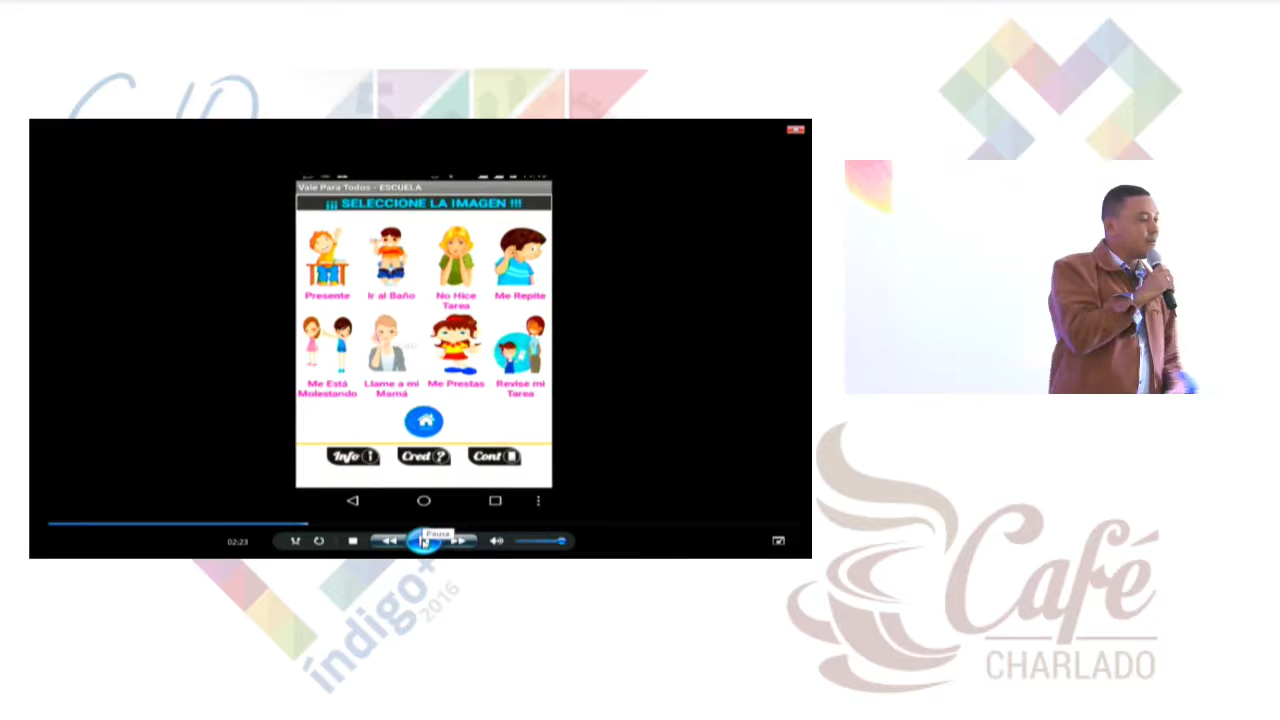 Vale Para Todos - ESCUELA
¡¡¡ SELECCIONE LA IMAGEN !!!
Presente
Ir al Baño
No Hice
Tarea
Me Repite
Me Está
Molestando
Llame a mi
Mamá
Me Prestas
Revise mi
Tarea
Info
Cred ?
Cont
02:23
Pausa
índigo+
2016
Café
CHARLADO